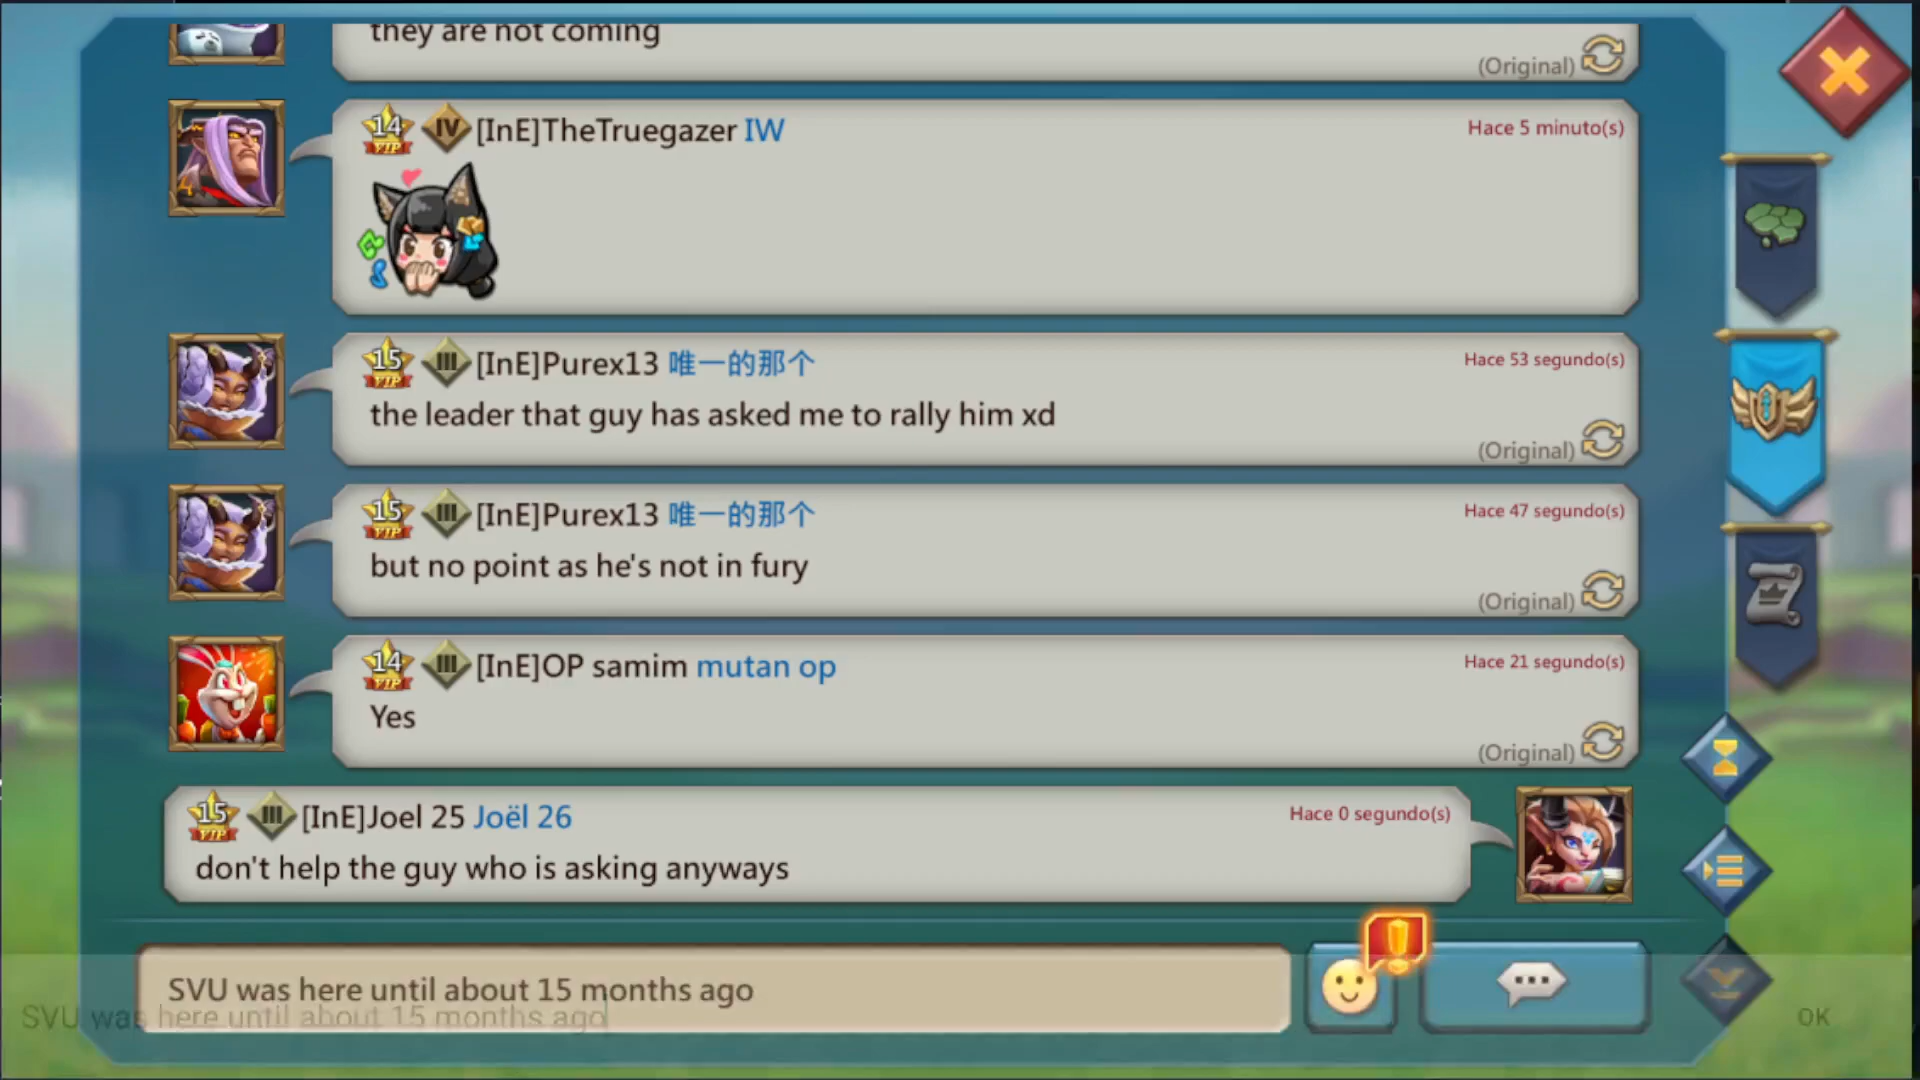 they are not coming
(Original)
14 VIP IV [InE]TheTruegazer IW
Hace 5 minuto(s)
15 VIP III [InE]Purex13 唯一的那个
Hace 53 segundo(s)
the leader that guy has asked me to rally him xd
(Original)
15 VIP III [InE]Purex13 唯一的那个
Hace 47 segundo(s)
but no point as he's not in fury
(Original)
14 VIP III [InE]OP samim mutan op
Hace 21 segundo(s)
Yes
(Original)
15 VIP III [InE]Joel 25 Joël 26
Hace 0 segundo(s)
don't help the guy who is asking anyways
SVU was here until about 15 months ago
SVU was here until about 15 months ago
OK